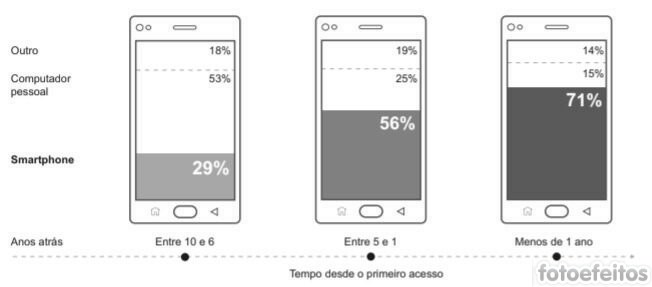 Outro 18% 19% 14%
Computador pessoal 53% 25% 15%
Smartphone 29% 56% 71%
Anos atrás Entre 10 e 6 Entre 5 e 1 Menos de 1 ano
Tempo desde o primeiro acesso
fotoefeitos